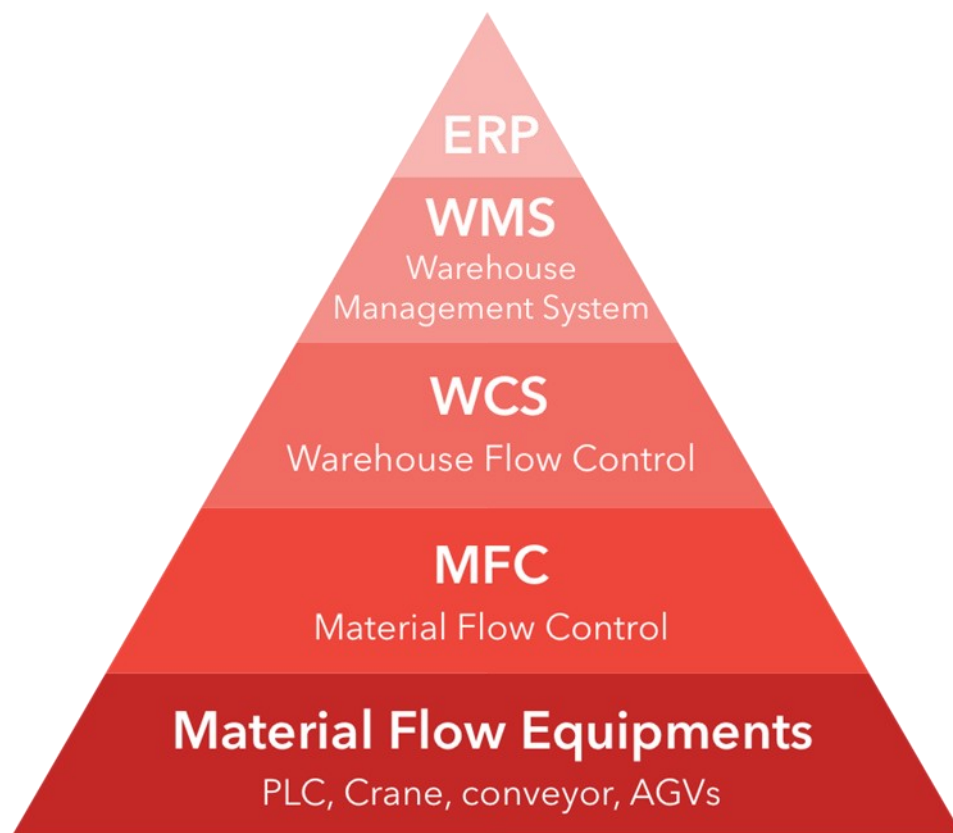 ERP
WMS
Warehouse
Management System
WCS
Warehouse Flow Control
MFC
Material Flow Control
Material Flow Equipments
PLC, Crane, conveyor, AGVs